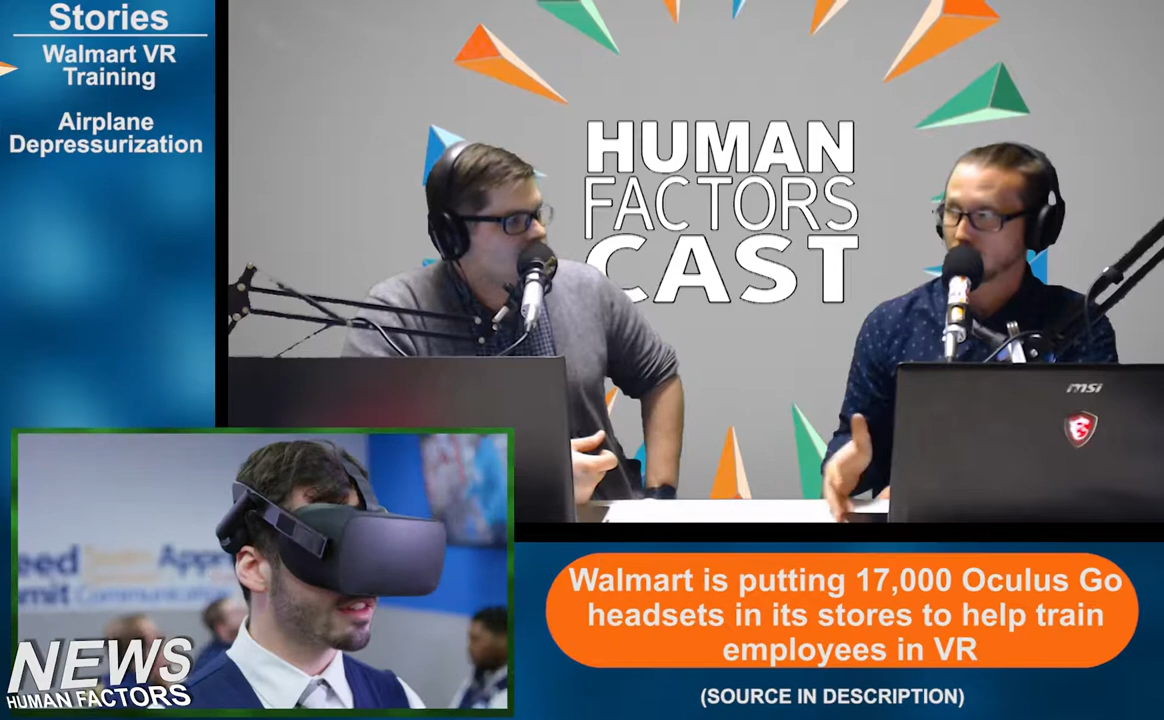 Stories
Walmart VR
Training
Airplane
Depressurization
HUMAN
FACTORS
CAST
msi
NEWS
HUMAN FACTORS
Walmart is putting 17,000 Oculus Go
headsets in its stores to help train
employees in VR
(SOURCE IN DESCRIPTION)